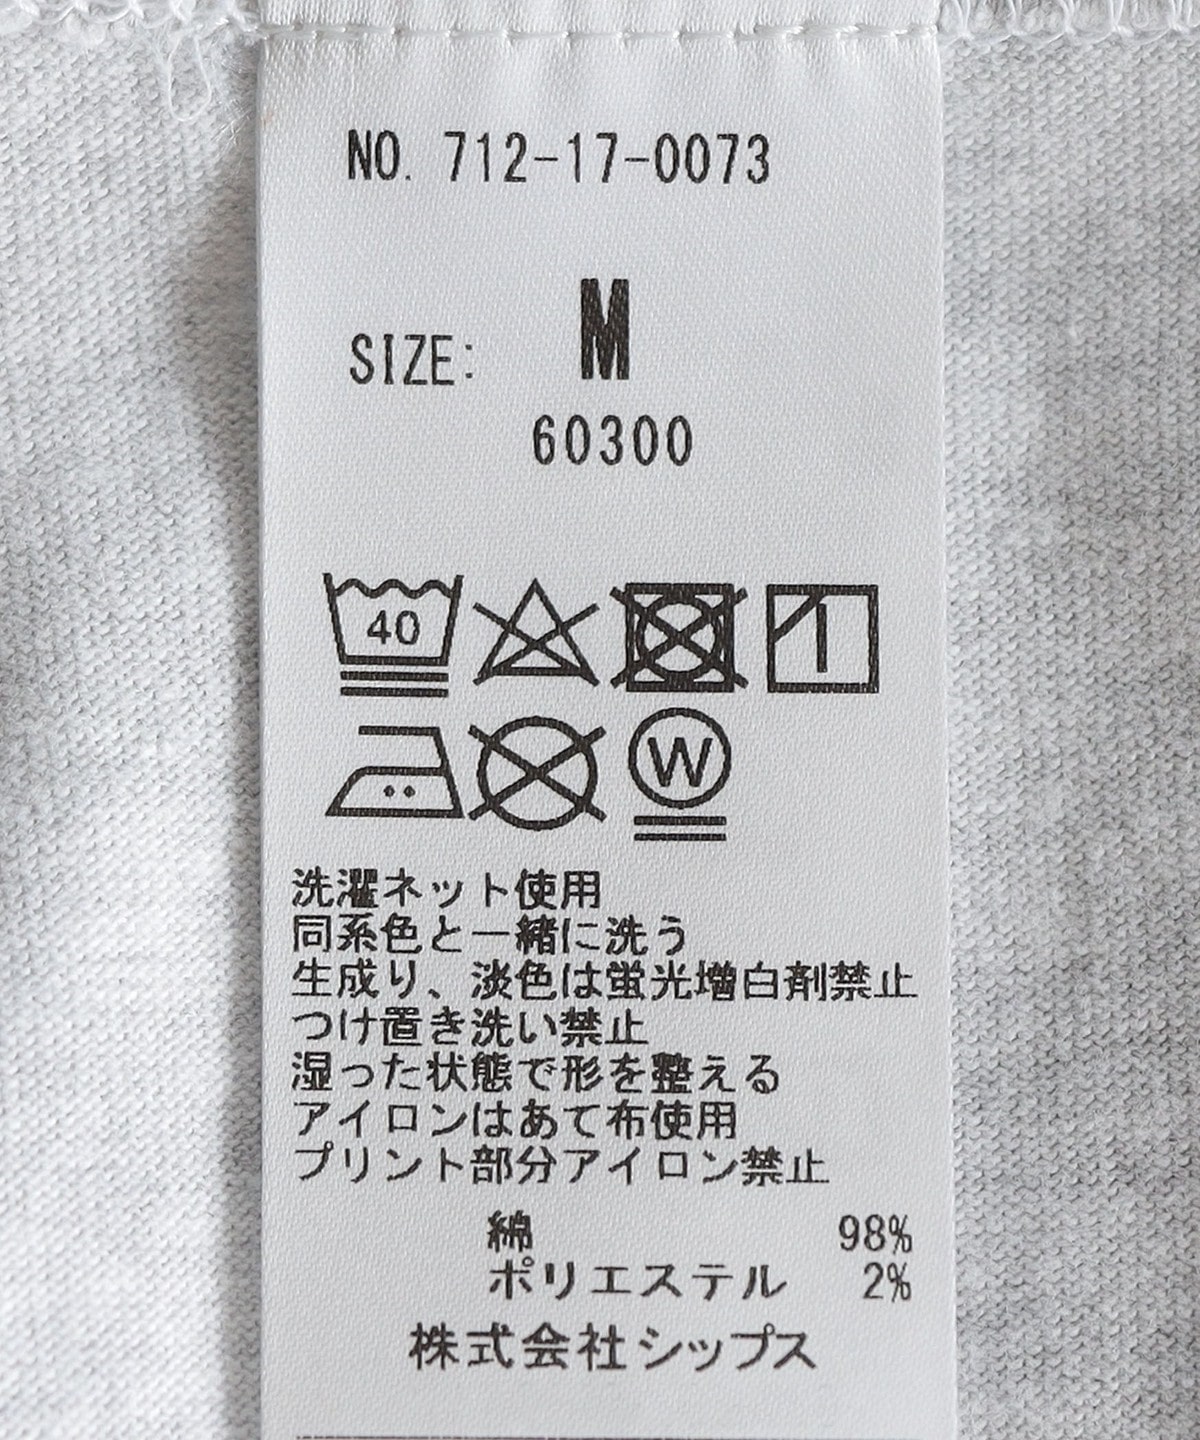 NO. 712-17-0073
SIZE: M
60300
40
W
洗濯ネット使用
同系色と一緒に洗う
生成り、淡色は蛍光増白剤禁止
つけ置き洗い禁止
湿った状態で形を整える
アイロンはあて布使用
プリント部分アイロン禁止
綿 98%
ポリエステル 2%
株式会社シップス